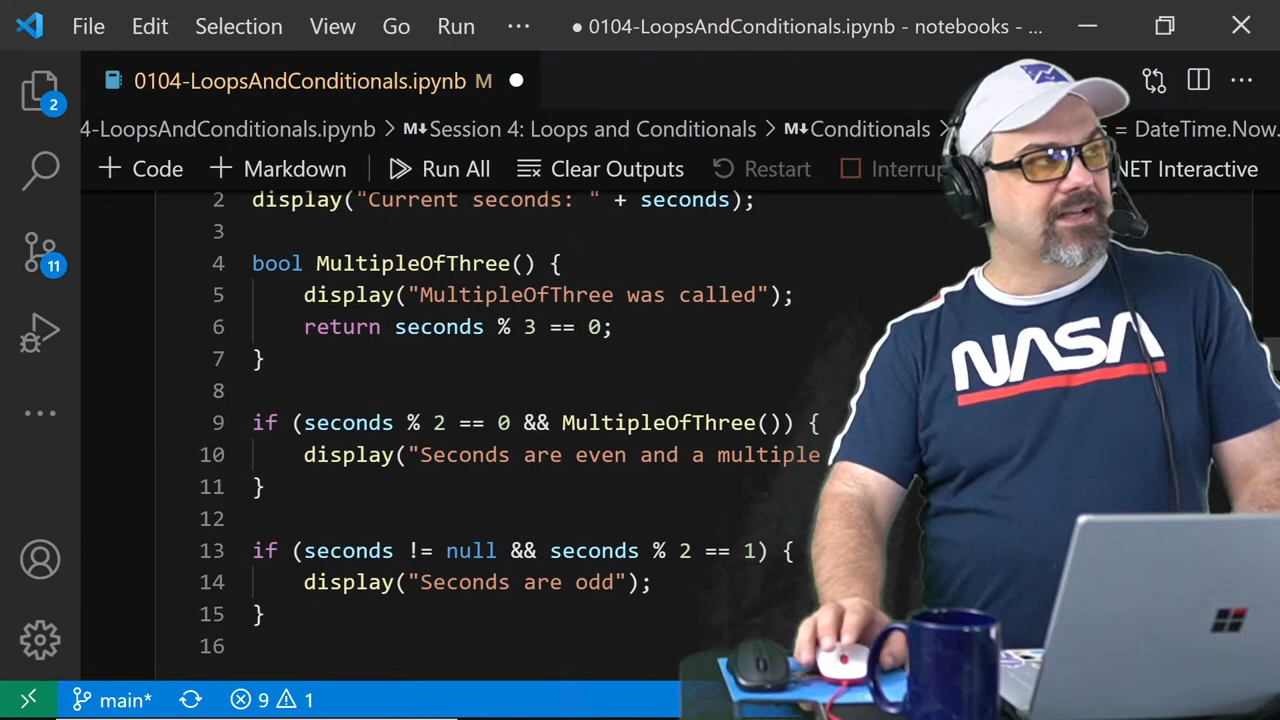 File Edit Selection View Go Run ··· ● 0104-LoopsAndConditionals.ipynb - notebooks - ...
0104-LoopsAndConditionals.ipynb M
4-LoopsAndConditionals.ipynb > M↓Session 4: Loops and Conditionals > M↓Conditionals > = DateTime.Now.
+ Code + Markdown Run All Clear Outputs Restart Interrup NET Interactive
2 display("Current seconds: " + seconds);
3
4 bool MultipleOfThree() {
5 display("MultipleOfThree was called");
6 return seconds % 3 == 0;
7 }
8
9 if (seconds % 2 == 0 && MultipleOfThree()) {
10 display("Seconds are even and a multiple
11 }
12
13 if (seconds != null && seconds % 2 == 1) {
14 display("Seconds are odd");
15 }
16
2
11
main* 9 1
NASA